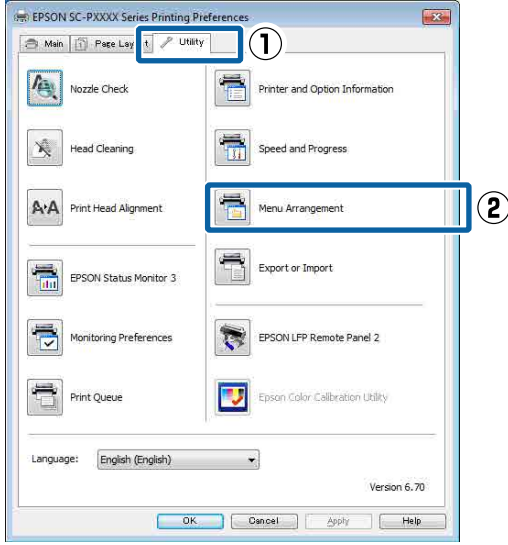 EPSON SC-PXXXX Series Printing Preferences
Main Page Lay t Utility ①
Nozzle Check
Printer and Option Information
Head Cleaning
Speed and Progress
A▸A Print Head Alignment
Menu Arrangement ②
EPSON Status Monitor 3
Export or Import
Monitoring Preferences
EPSON LFP Remote Panel 2
Print Queue
Epson Color Calibration Utility
Language: English (English)
Version 6.70
OK Cancel Apply Help